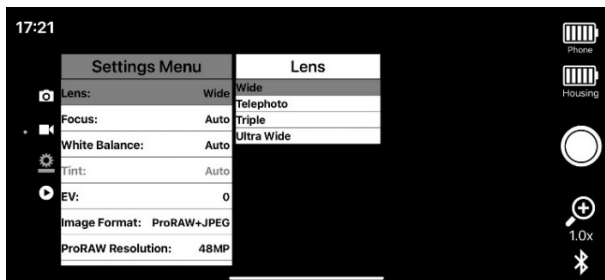 17:21
Settings Menu
Lens: Wide
Focus: Auto
White Balance: Auto
Tint: Auto
EV: 0
Image Format: ProRAW+JPEG
ProRAW Resolution: 48MP
Lens
Wide
Telephoto
Triple
Ultra Wide
Phone
Housing
1.0x